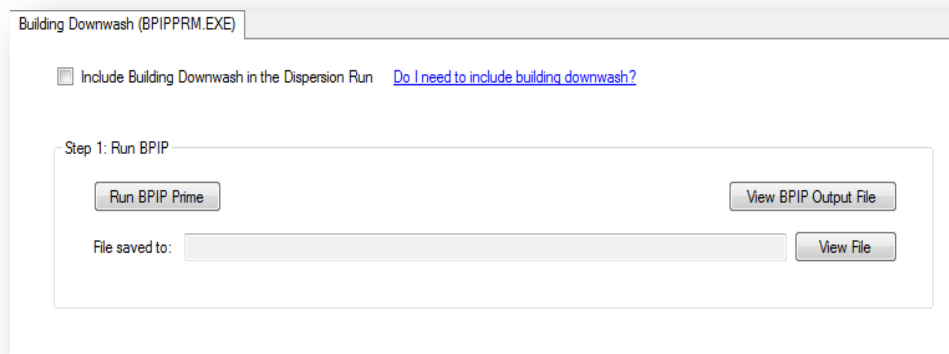 Building Downwash (BPIPPRM.EXE)
Include Building Downwash in the Dispersion Run Do I need to include building downwash?
Step 1: Run BPIP
Run BPIP Prime View BPIP Output File
File saved to: View File